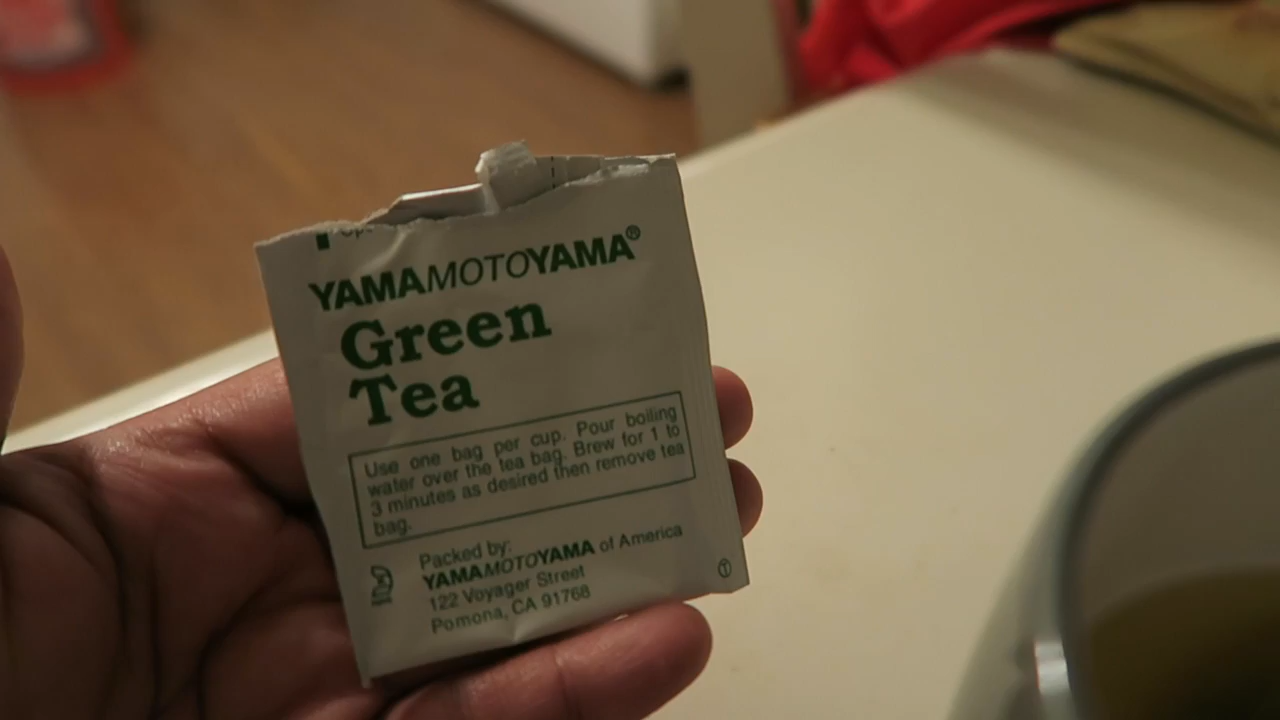 YAMAMOTOYAMA®
Green
Tea
Use one bag per cup. Pour boiling
water over the tea bag. Brew for 1 to
3 minutes as desired then remove tea
bag.
Packed by:
YAMAMOTOYAMA of America
122 Voyager Street
Pomona, CA 91768